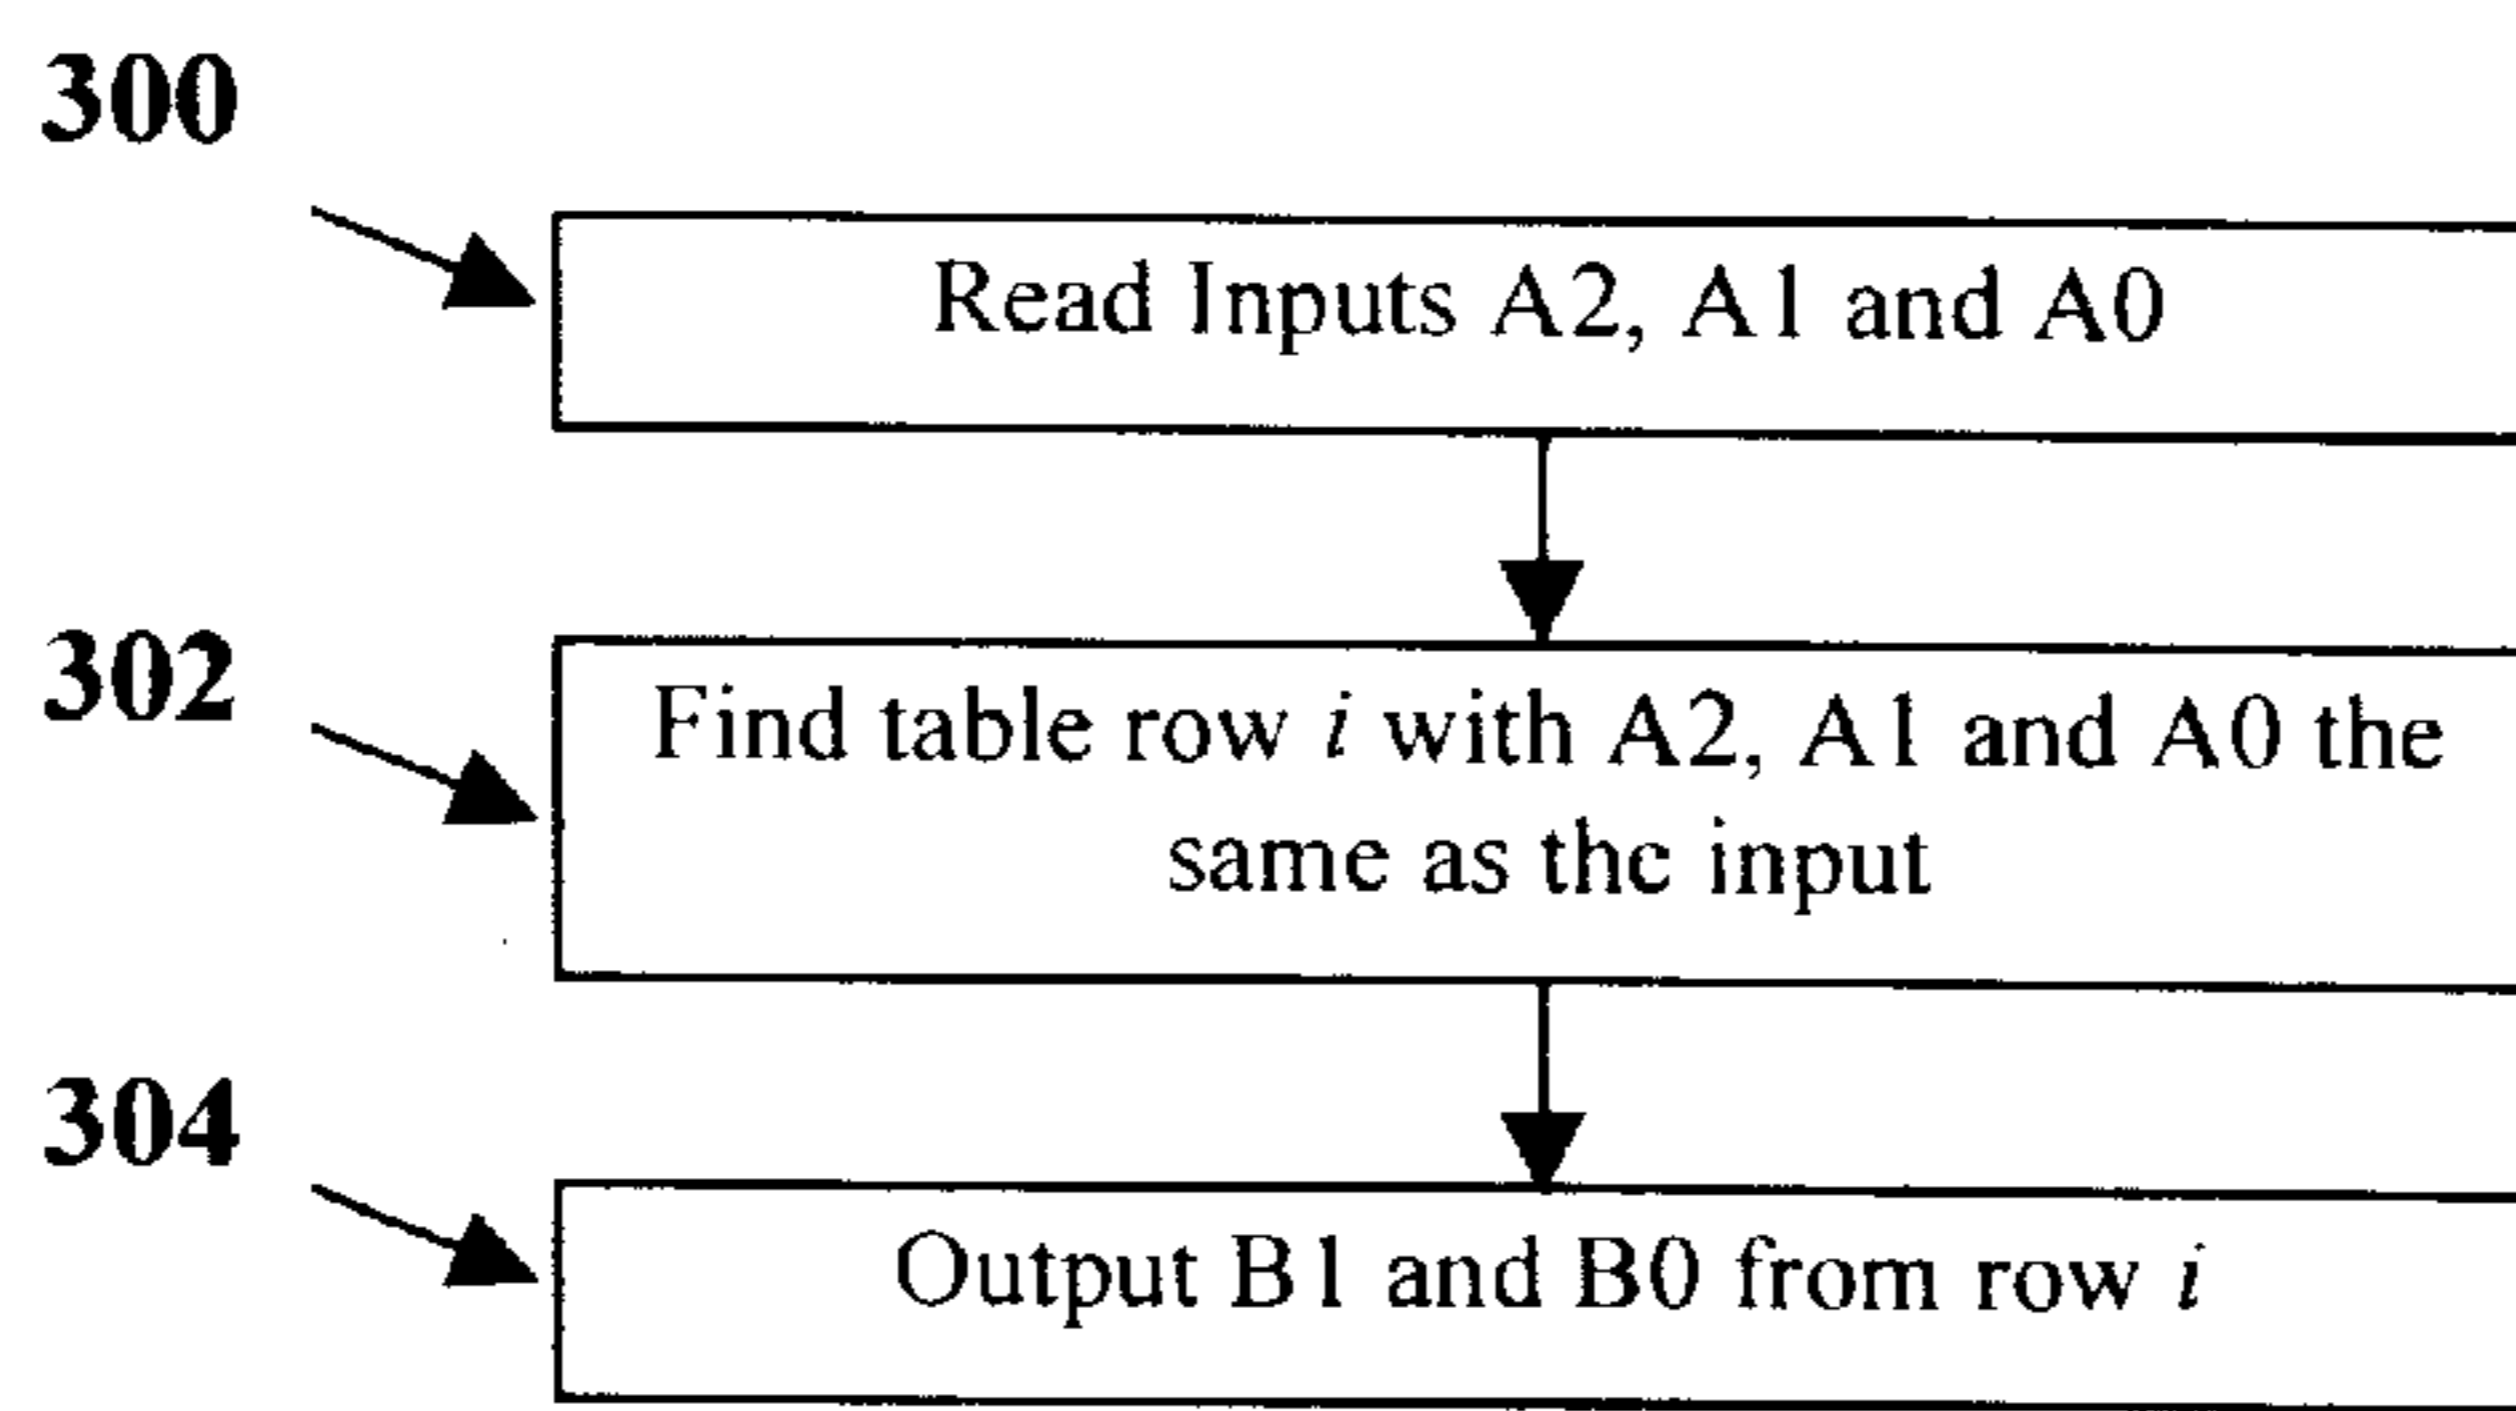 300
Read Inputs A2, A1 and A0
302
Find table row i with A2, A1 and A0 the
same as the input
304
Output B1 and B0 from row i